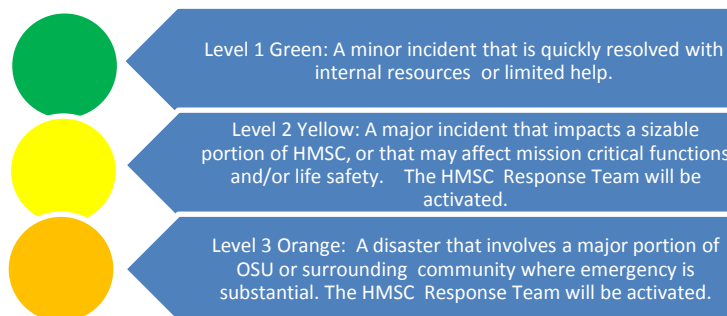 Level 1 Green: A minor incident that is quickly resolved with
internal resources or limited help.
Level 2 Yellow: A major incident that impacts a sizable
portion of HMSC, or that may affect mission critical functions
and/or life safety. The HMSC Response Team will be
activated.
Level 3 Orange: A disaster that involves a major portion of
OSU or surrounding community where emergency is
substantial. The HMSC Response Team will be activated.